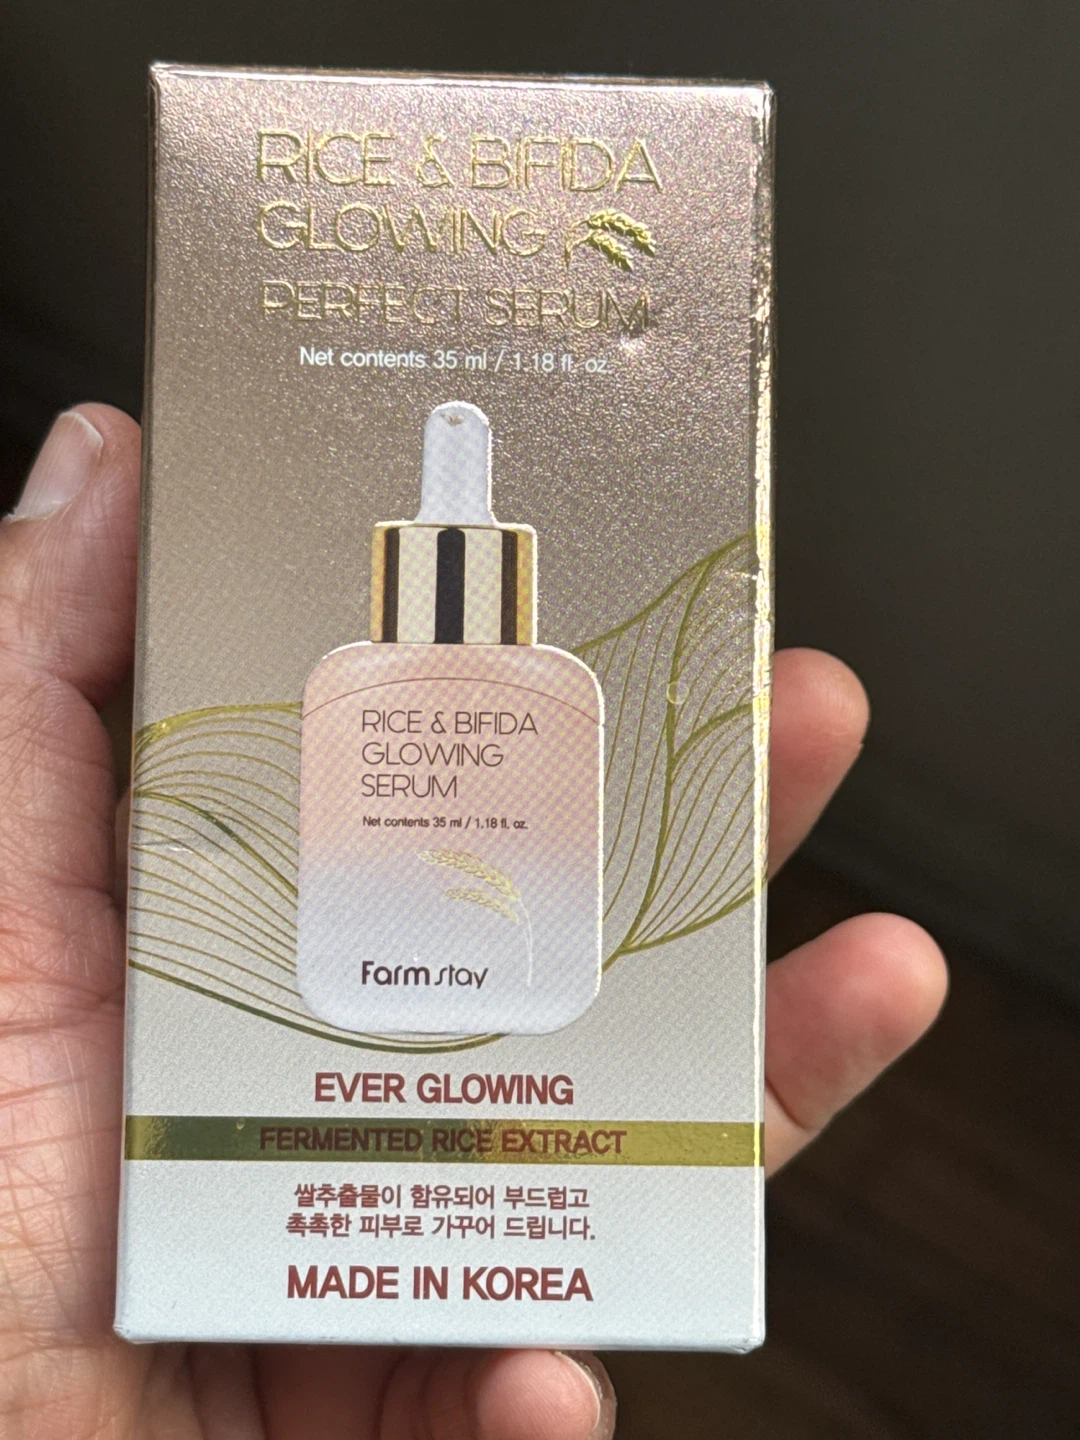 RICE & BIFIDA
GLOWING
PERFECT SERUM
Net contents 35 ml / 1.18 fl. oz.
RICE & BIFIDA
GLOWING
SERUM
Net contents 35 ml / 1.18 fl. oz.
Farm stay
EVER GLOWING
FERMENTED RICE EXTRACT
쌀추출물이 함유되어 부드럽고
촉촉한 피부로 가꾸어 드립니다.
MADE IN KOREA